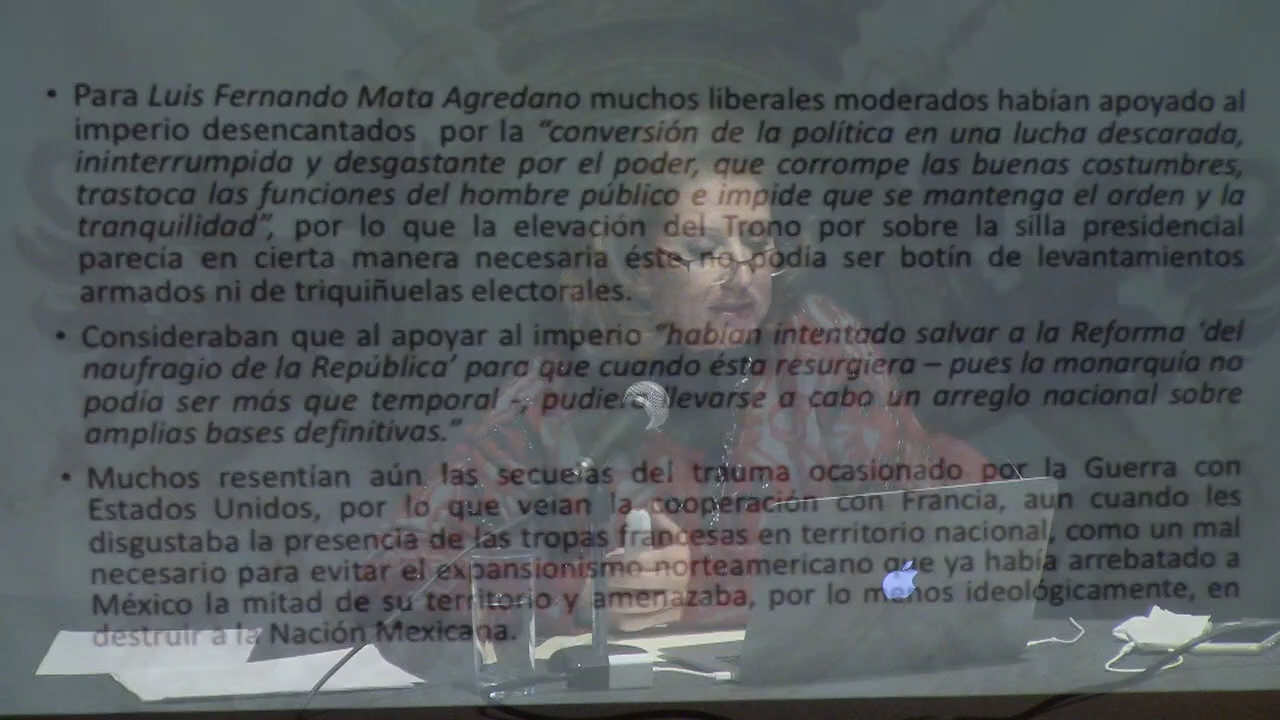 • Para Luis Fernando Mata Agredano muchos liberales moderados habían apoyado al
imperio desencantados por la “conversión de la política en una lucha descarada,
ininterrumpida y desgastante por el poder, que corrompe las buenas costumbres,
trastoca las funciones del hombre público e impide que se mantenga el orden y la
tranquilidad”, por lo que la elevación del Trono por sobre la silla presidencial
parecía en cierta manera necesaria éste no podía ser botín de levantamientos
armados ni de triquiñuelas electorales.
• Consideraban que al apoyar al imperio “habían intentado salvar a la Reforma ‘del
naufragio de la República’ para que cuando ésta resurgiera – pues la monarquía no
podía ser más que temporal -, pudiera llevarse a cabo un arreglo nacional sobre
amplias bases definitivas.”
• Muchos resentían aún las secuelas del trauma ocasionado por la Guerra con
Estados Unidos, por lo que veían la cooperación con Francia, aun cuando les
disgustaba la presencia de las tropas francesas en territorio nacional, como un mal
necesario para evitar el expansionismo norteamericano que ya había arrebatado a
México la mitad de su territorio y amenazaba, por lo menos ideológicamente, en
destruir a la Nación Mexicana.